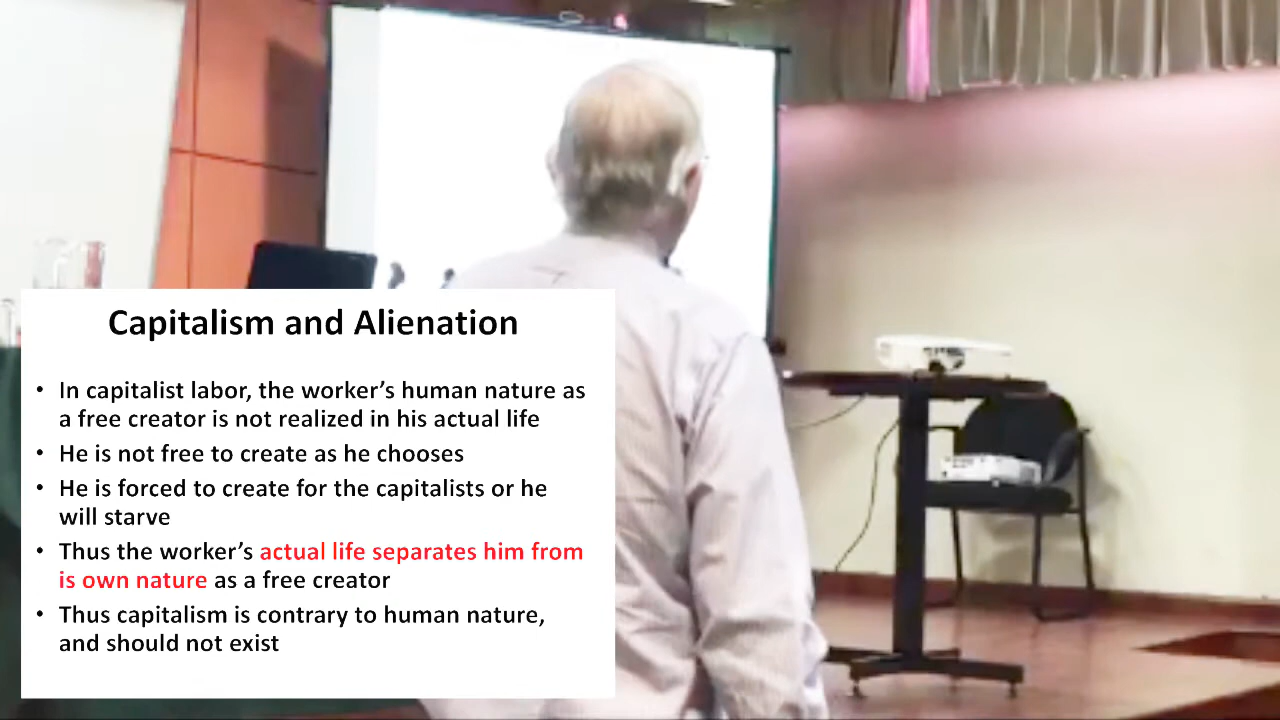 Capitalism and Alienation
• In capitalist labor, the worker's human nature as
a free creator is not realized in his actual life
• He is not free to create as he chooses
• He is forced to create for the capitalists or he
will starve
• Thus the worker's actual life separates him from
is own nature as a free creator
• Thus capitalism is contrary to human nature,
and should not exist